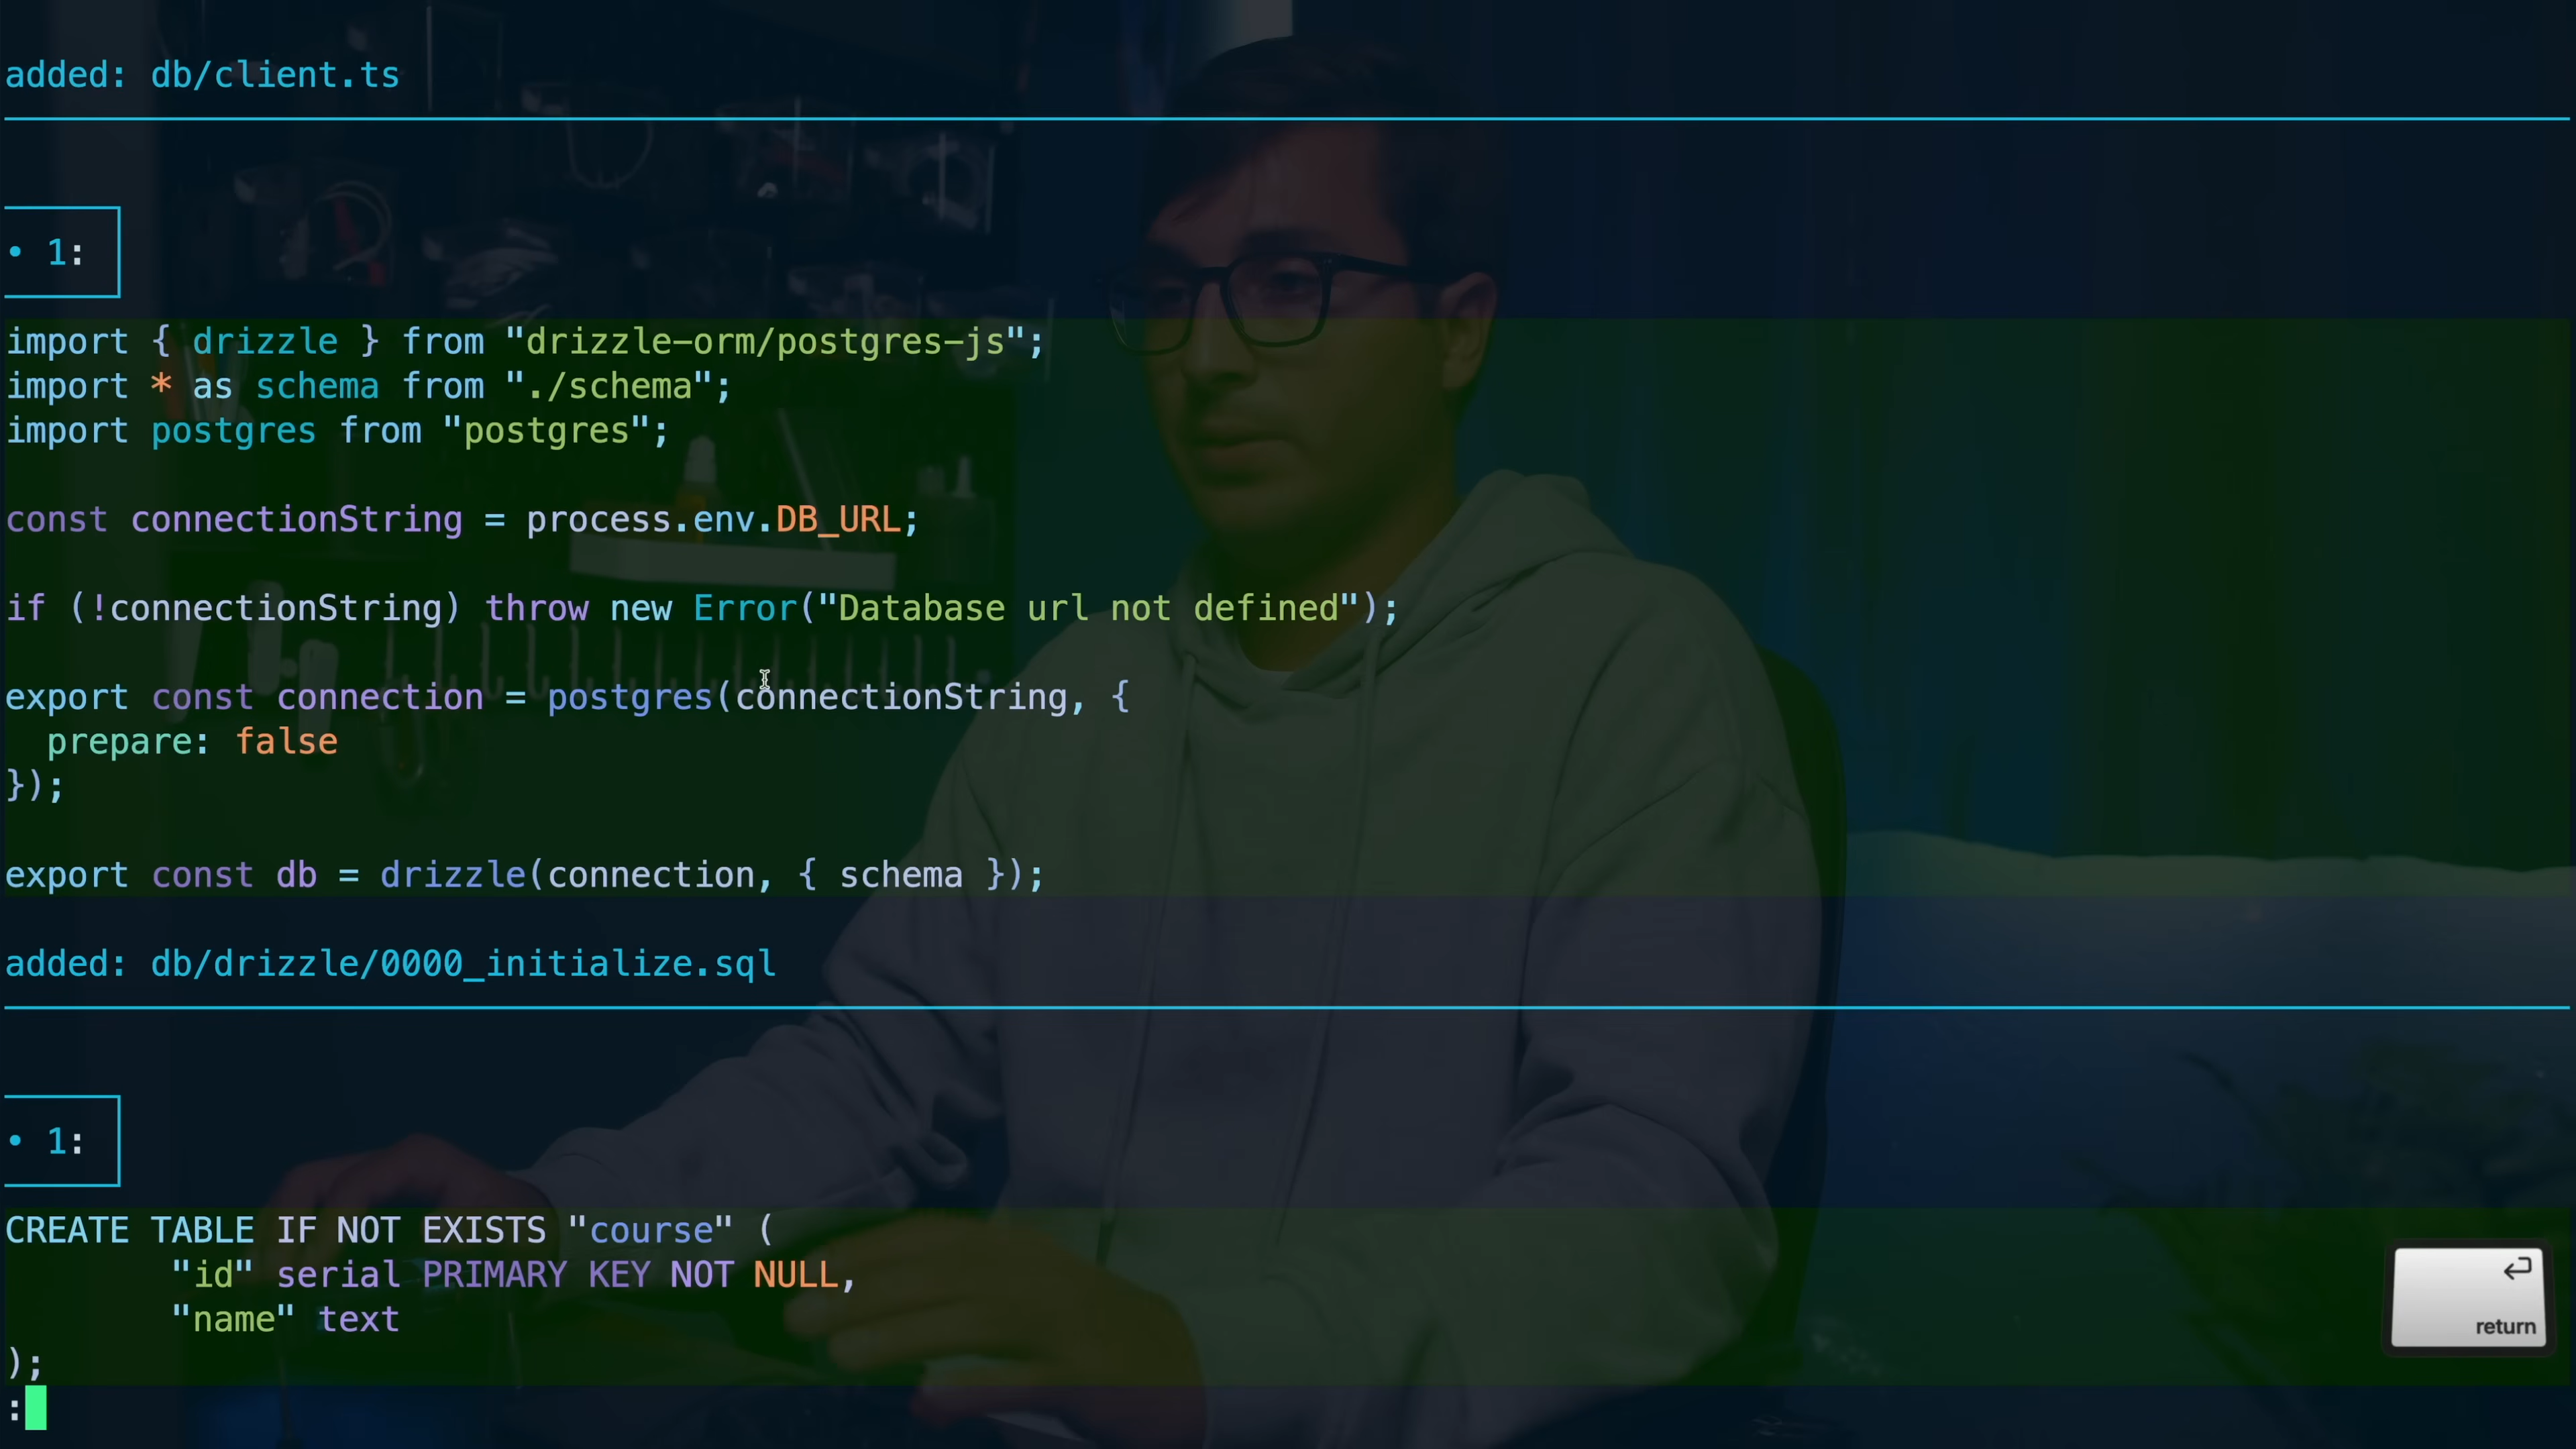 added: db/client.ts
• 1:
import { drizzle } from "drizzle-orm/postgres-js";
import * as schema from "./schema";
import postgres from "postgres";
const connectionString = process.env.DB_URL;
if (!connectionString) throw new Error("Database url not defined");
export const connection = postgres(connectionString, {
  prepare: false
});
export const db = drizzle(connection, { schema });
added: db/drizzle/0000_initialize.sql
• 1:
CREATE TABLE IF NOT EXISTS "course" (
        "id" serial PRIMARY KEY NOT NULL,
        "name" text
);
:
return